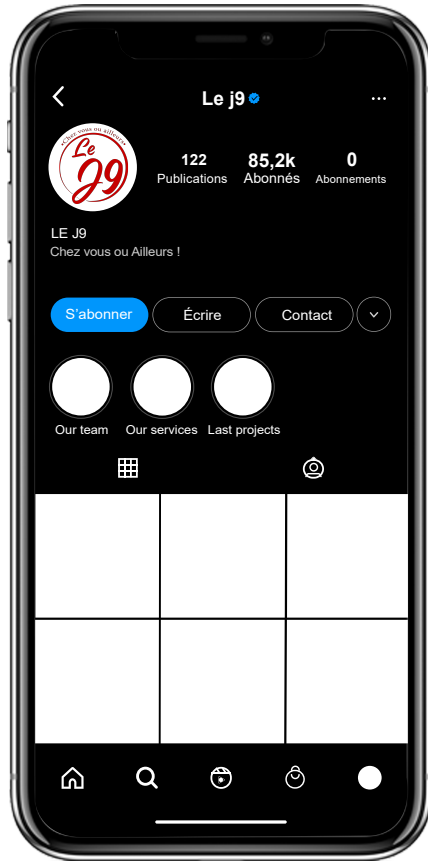 Le j9
•Chez vous ou ailleurs•
Le
J9
122
Publications
85,2k
Abonnés
0
Abonnements
LE J9
Chez vous ou Ailleurs !
S'abonner
Écrire
Contact
Our team
Our services
Last projects